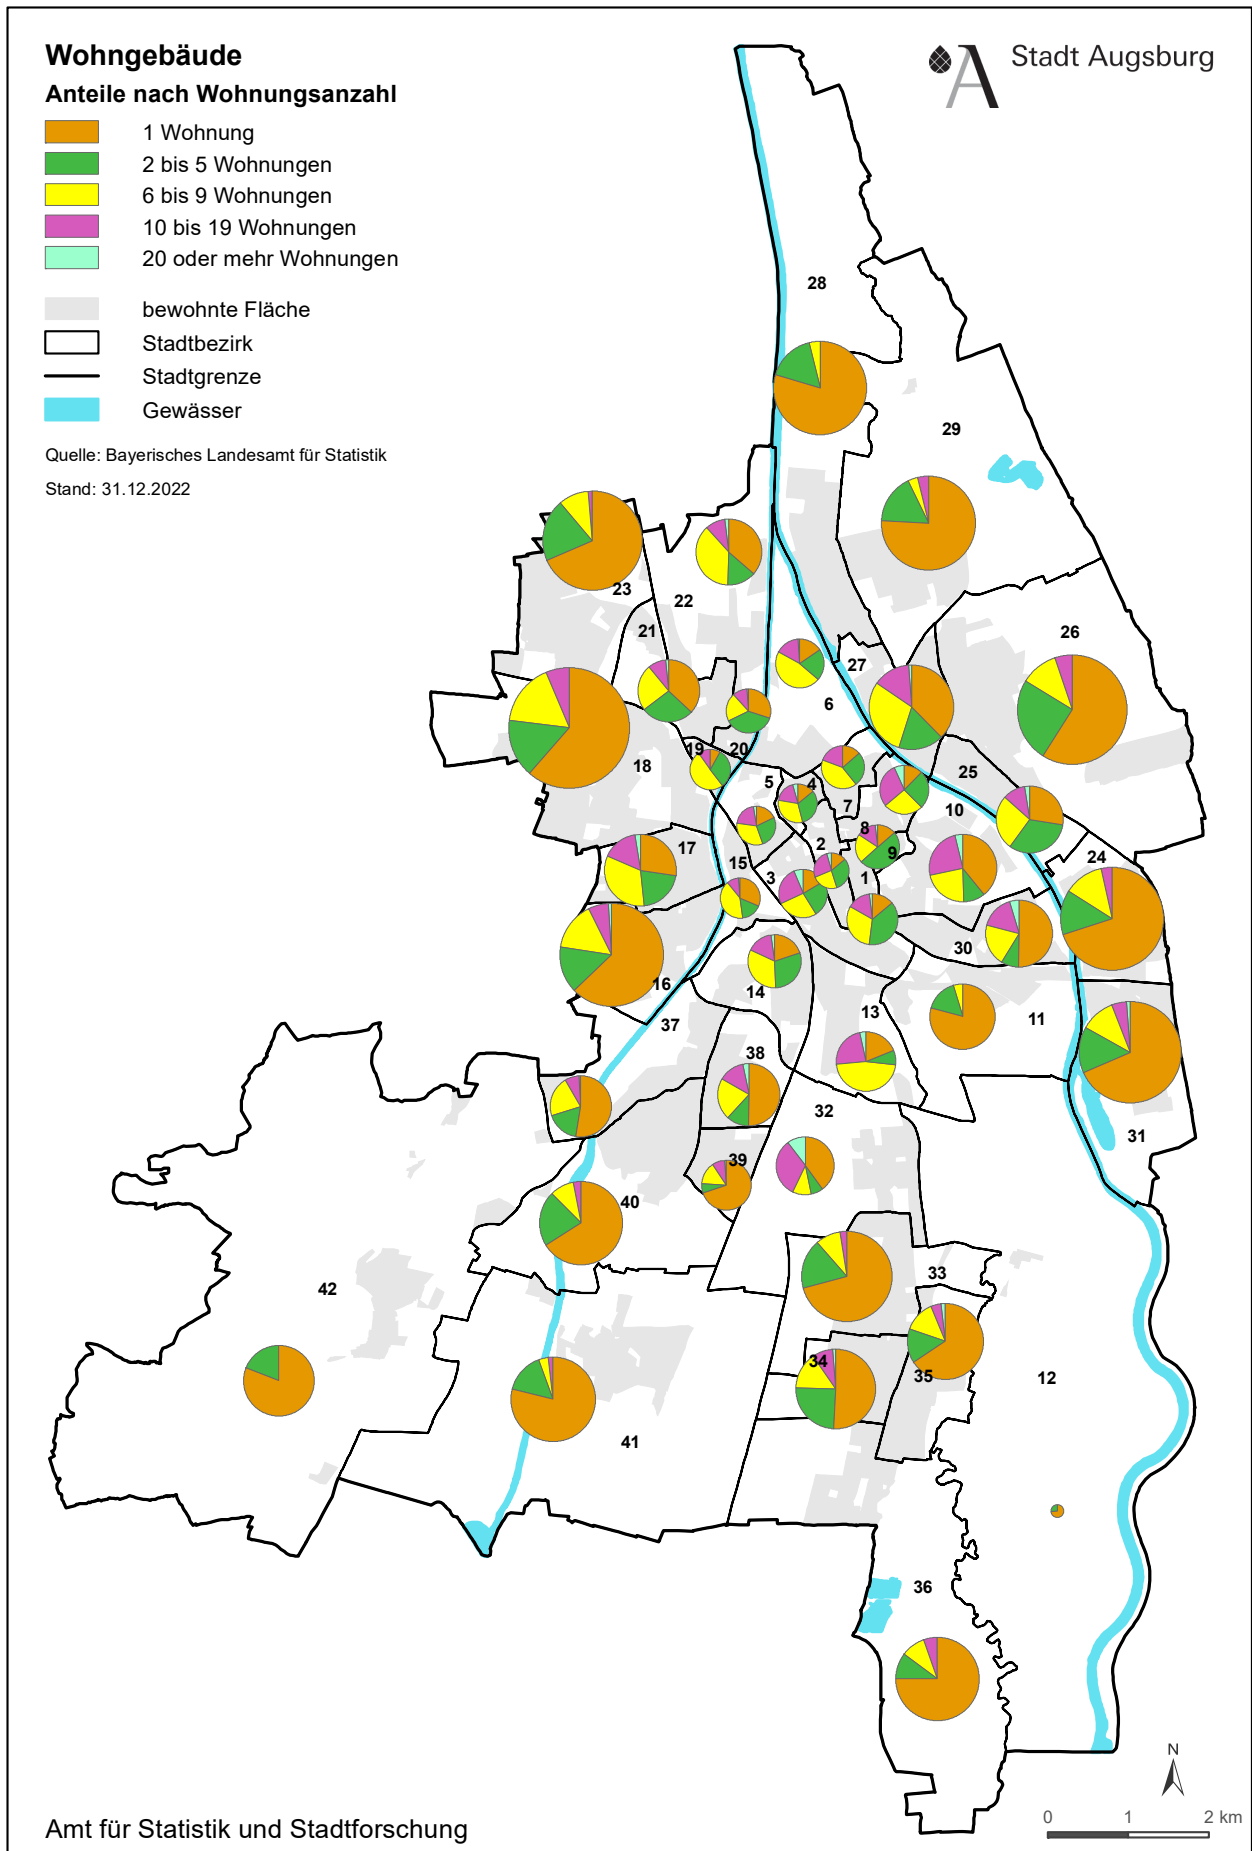 Wohngebäude
Anteile nach Wohnungsanzahl
1 Wohnung
2 bis 5 Wohnungen
6 bis 9 Wohnungen
10 bis 19 Wohnungen
20 oder mehr Wohnungen
bewohnte Fläche
Stadtbezirk
Stadtgrenze
Gewässer
Quelle: Bayerisches Landesamt für Statistik
Stand: 31.12.2022
A Stadt Augsburg
28
29
23
22
21
26
27
6
19
20
18
5
4
7
25
10
8
2
9
17
15
3
1
24
30
16
14
13
11
37
38
32
31
39
40
42
33
34
35
12
41
36
N
0 1 2 km
Amt für Statistik und Stadtforschung